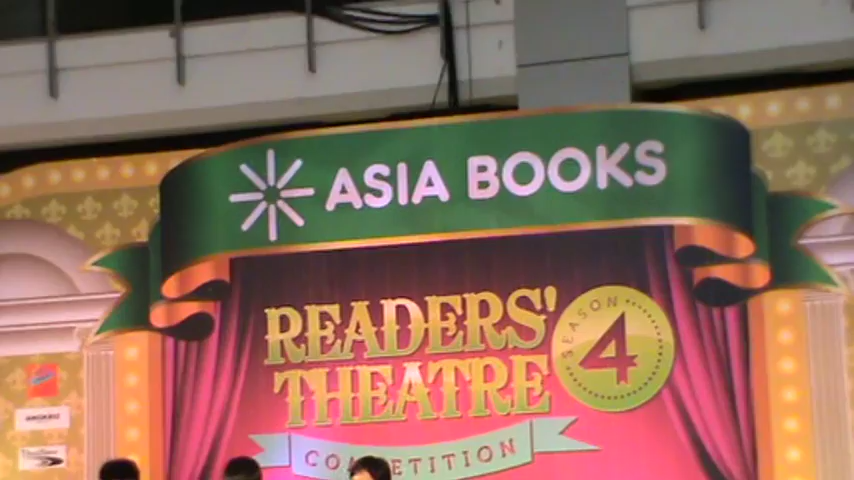 ASIA BOOKS
READERS'
THEATRE
SEASON
4
COMPETITION